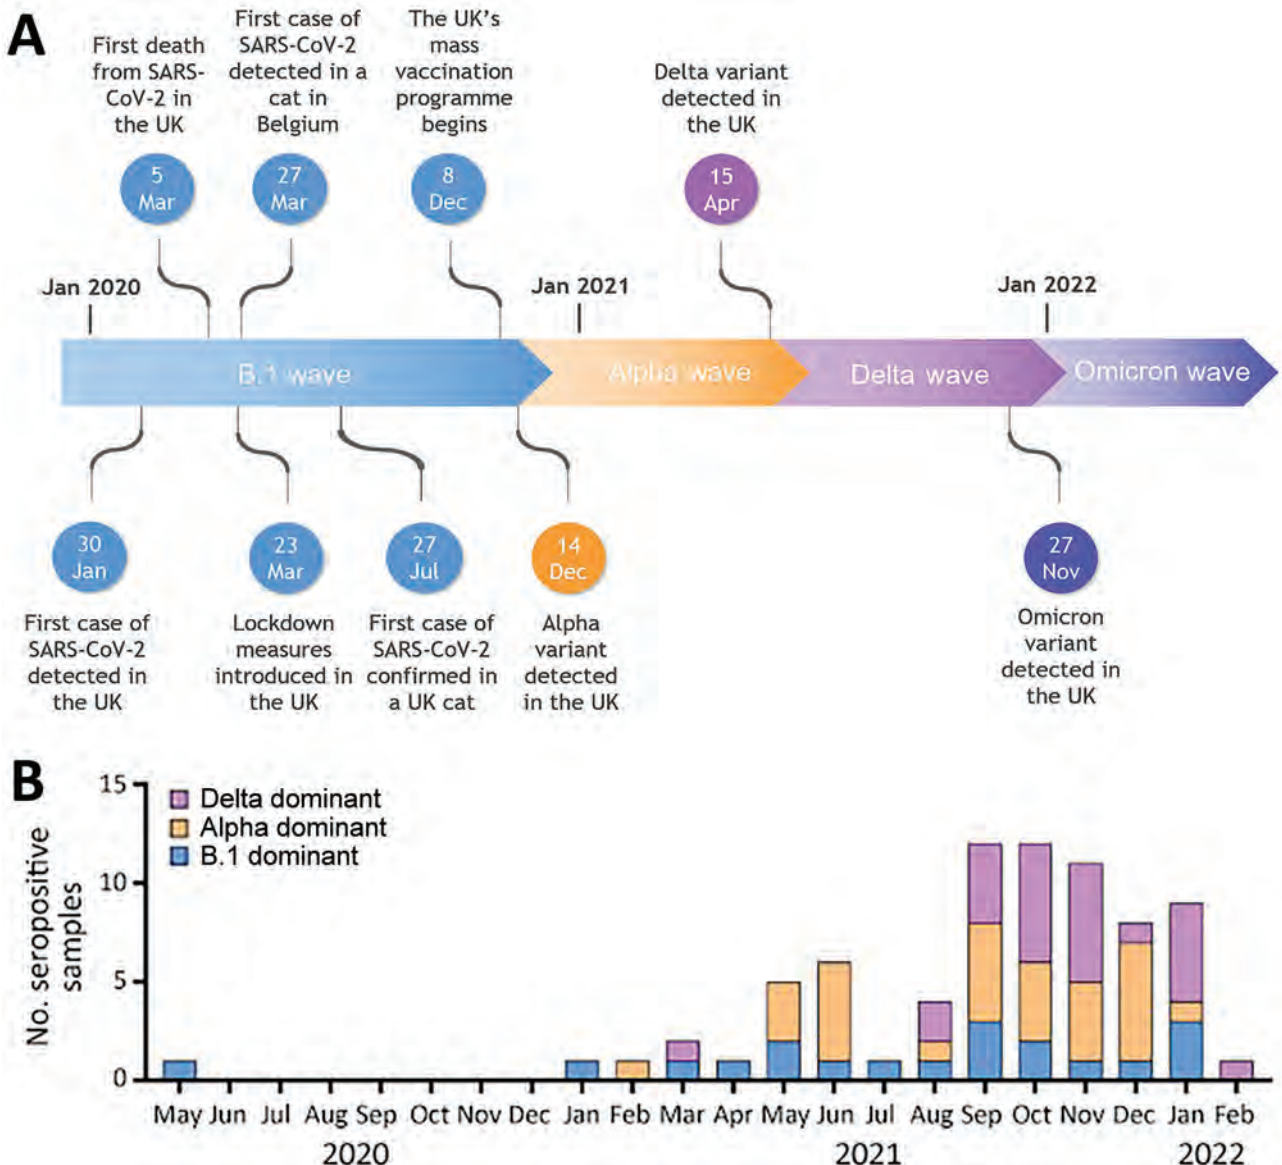 A
First death
from SARS-
CoV-2 in
the UK
First case of
SARS-CoV-2
detected in a
cat in
Belgium
The UK's
mass
vaccination
programme
begins
Delta variant
detected in
the UK
5
Mar
27
Mar
8
Dec
15
Apr
Jan 2020
Jan 2021
Jan 2022
B.1 wave
Alpha wave
Delta wave
Omicron wave
30
Jan
23
Mar
27
Jul
14
Dec
27
Nov
First case of
SARS-CoV-2
detected in
the UK
Lockdown
measures
introduced in
the UK
First case of
SARS-CoV-2
confirmed in
a UK cat
Alpha
variant
detected
in the UK
Omicron
variant
detected in
the UK
B
No. seropositive
samples
15
10
5
0
Delta dominant
Alpha dominant
B.1 dominant
May Jun Jul Aug Sep Oct Nov Dec Jan Feb Mar Apr May Jun Jul Aug Sep Oct Nov Dec Jan Feb
2020 2021 2022